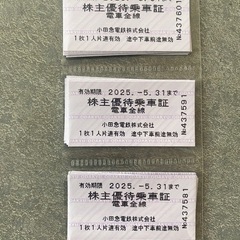 株主優待乗車証
電車全線
小田急電鉄株式会社
1枚1人片道有効 途中下車前途無効
№437601
有効期限 2025.-5.31まで
株主優待乗車証
電車全線
小田急電鉄株式会社
1枚1人片道有効 途中下車前途無効
№437591
有効期限 2025.-5.31まで
株主優待乗車証
電車全線
小田急電鉄株式会社
1枚1人片道有効 途中下車前途無効
№437581